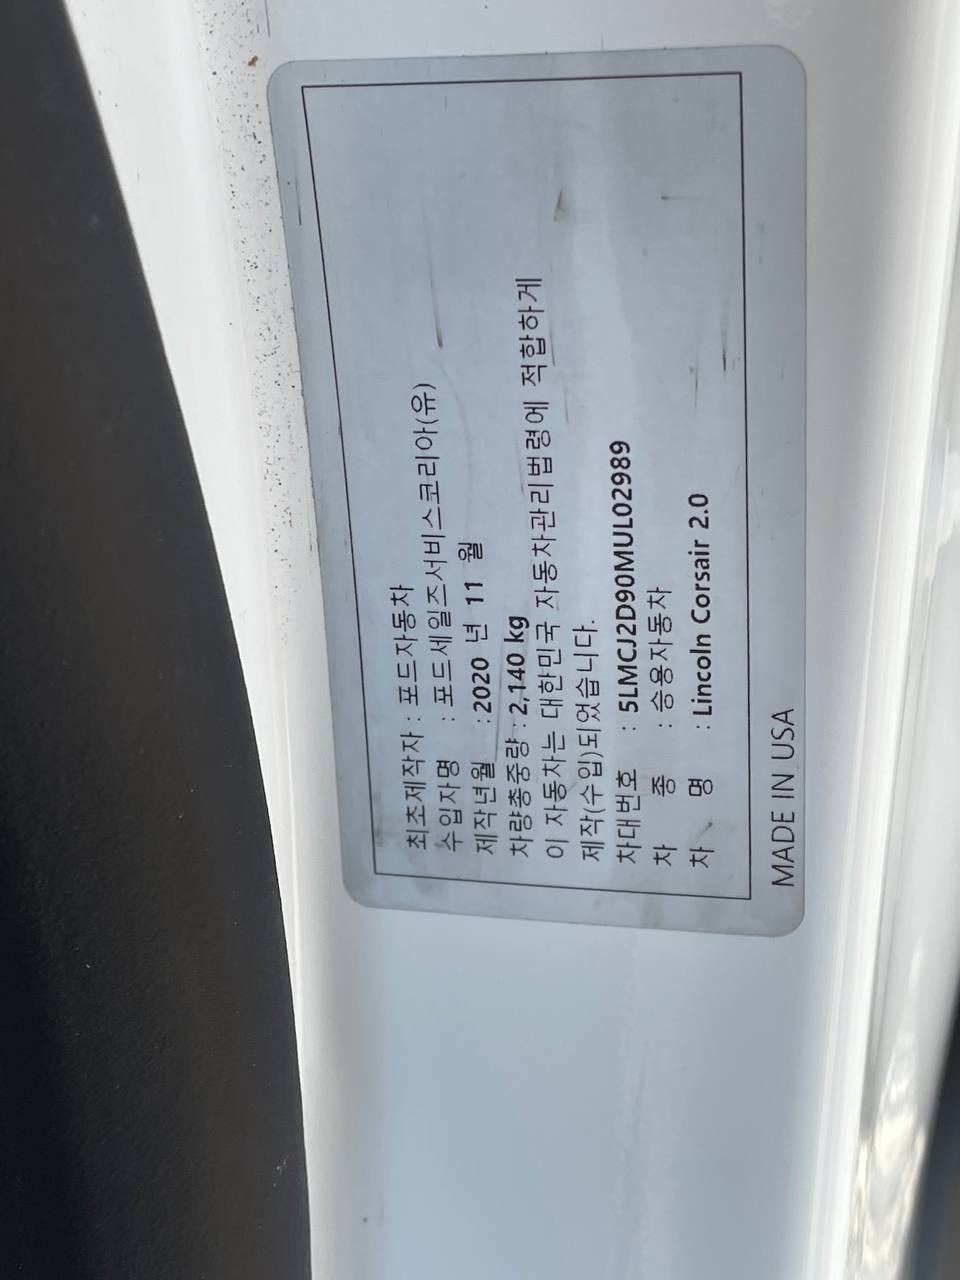 최초제작자 : 포드자동차
수입자명 : 포드세일즈서비스코리아(유)
제작년월 : 2020 년 11 월
차량총중량 : 2,140 kg
이 자동차는 대한민국 자동차관리법령에 적합하게
제작(수입)되었습니다.
차대번호 : 5LMCJ2D90MUL02989
차 종 : 승용자동차
차 명 : Lincoln Corsair 2.0
MADE IN USA